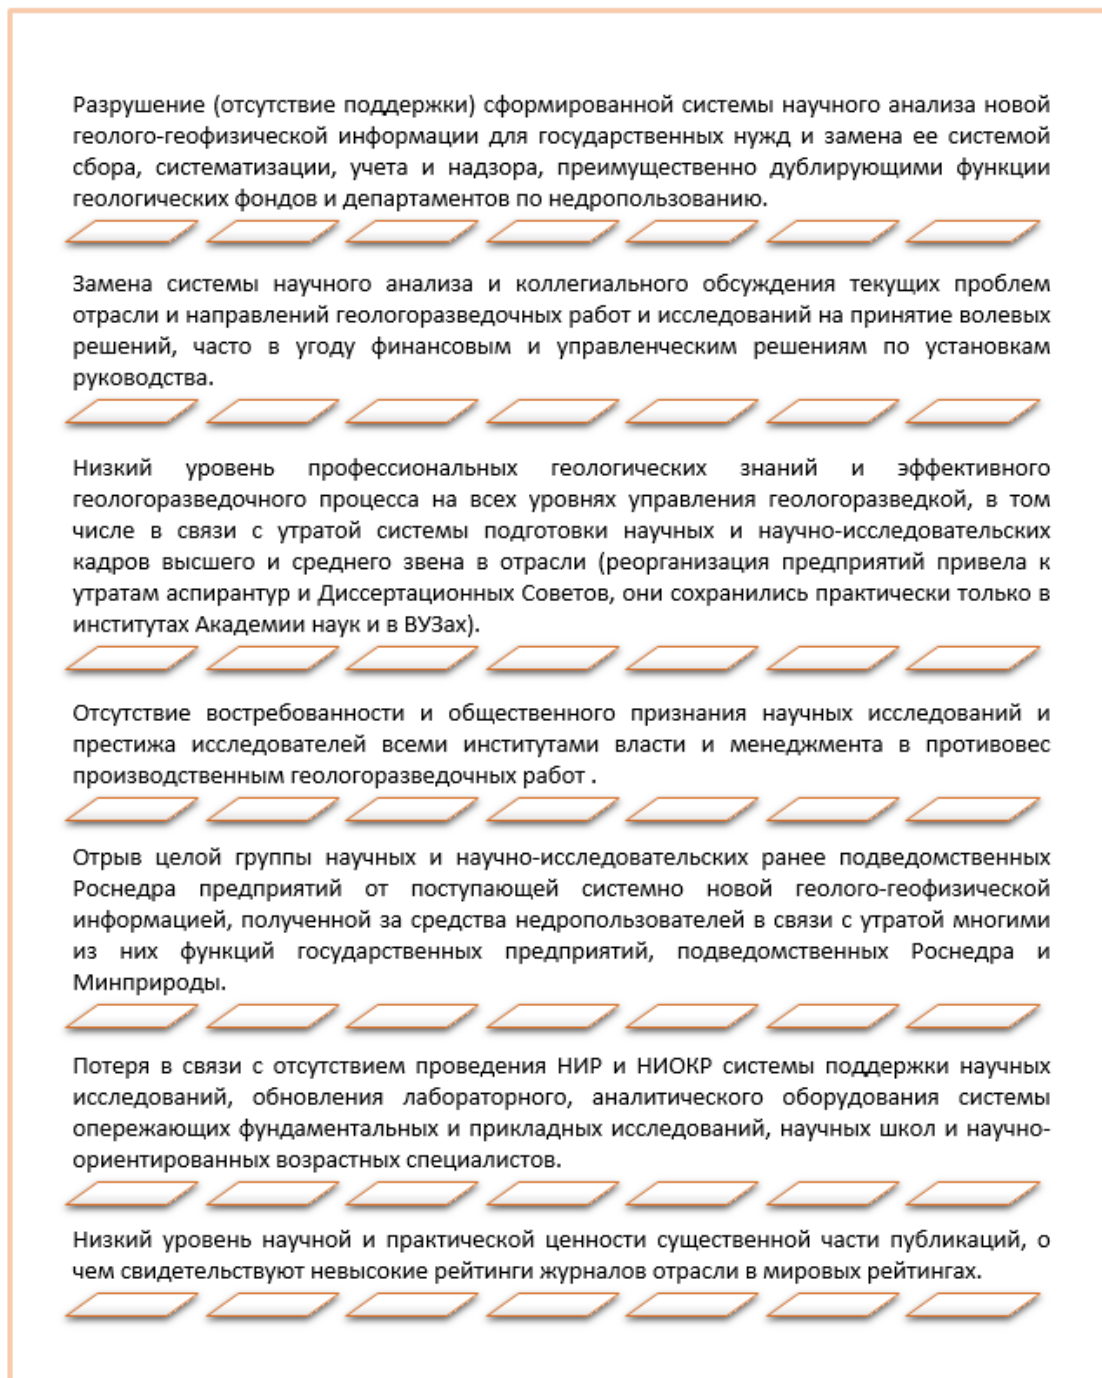 Разрушение (отсутствие поддержки) сформированной системы научного анализа новой
геолого-геофизической информации для государственных нужд и замена ее системой
сбора, систематизации, учета и надзора, преимущественно дублирующими функции
геологических фондов и департаментов по недропользованию.
Замена системы научного анализа и коллегиального обсуждения текущих проблем
отрасли и направлений геологоразведочных работ и исследований на принятие волевых
решений, часто в угоду финансовым и управленческим решениям по установкам
руководства.
Низкий уровень профессиональных геологических знаний и эффективного
геологоразведочного процесса на всех уровнях управления геологоразведкой, в том
числе в связи с утратой системы подготовки научных и научно-исследовательских
кадров высшего и среднего звена в отрасли (реорганизация предприятий привела к
утратам аспирантур и Диссертационных Советов, они сохранились практически только в
институтах Академии наук и в ВУЗах).
Отсутствие востребованности и общественного признания научных исследований и
престижа исследователей всеми институтами власти и менеджмента в противовес
производственным геологоразведочных работ .
Отрыв целой группы научных и научно-исследовательских ранее подведомственных
Роснедра предприятий от поступающей системно новой геолого-геофизической
информацией, полученной за средства недропользователей в связи с утратой многими
из них функций государственных предприятий, подведомственных Роснедра и
Минприроды.
Потеря в связи с отсутствием проведения НИР и НИОКР системы поддержки научных
исследований, обновления лабораторного, аналитического оборудования системы
опережающих фундаментальных и прикладных исследований, научных школ и научно-
ориентированных возрастных специалистов.
Низкий уровень научной и практической ценности существенной части публикаций, о
чем свидетельствуют невысокие рейтинги журналов отрасли в мировых рейтингах.